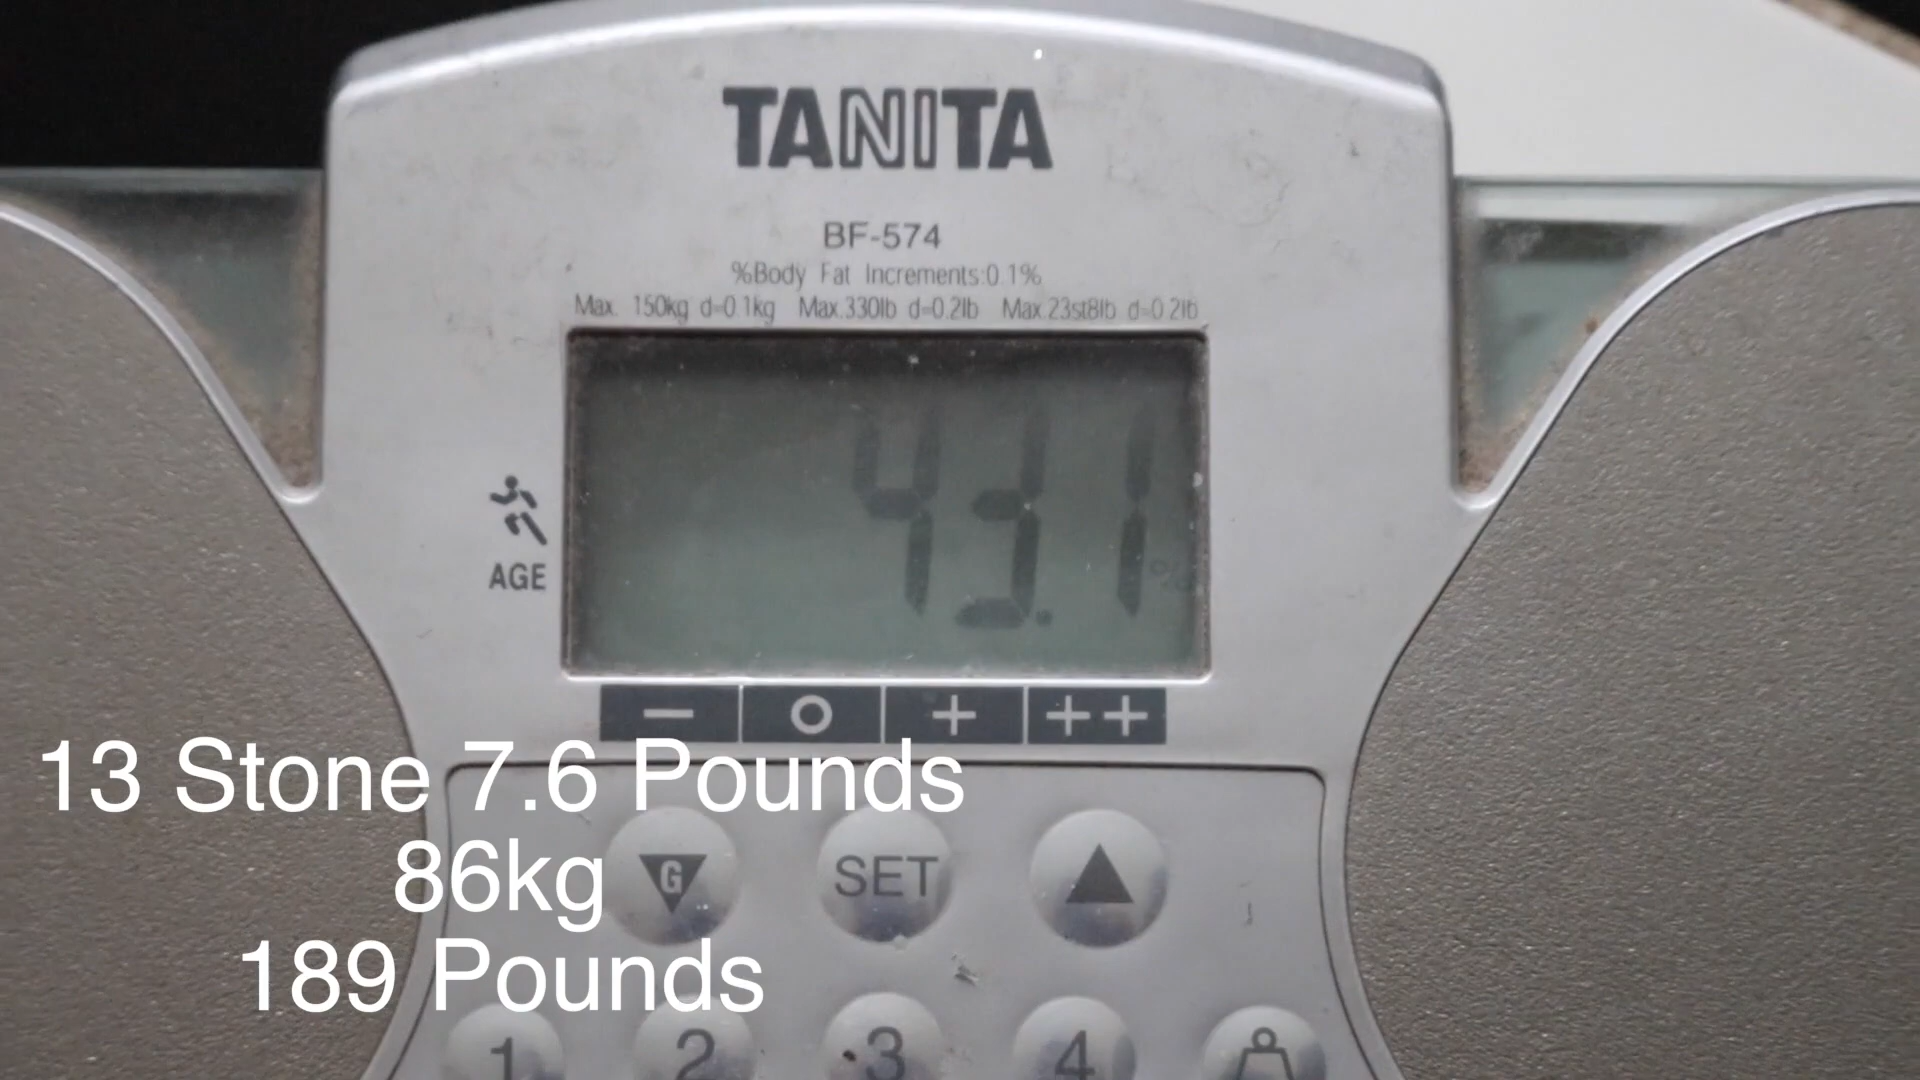 TANITA
BF-574
%Body Fat Increments:0.1%
Max. 150kg d=0.1kg Max.330lb d=0.2lb Max.23st8lb d=0.2lb
43.1%
AGE
− O + ++
13 Stone 7.6 Pounds
G SET
86kg
189 Pounds
1 2 3 4